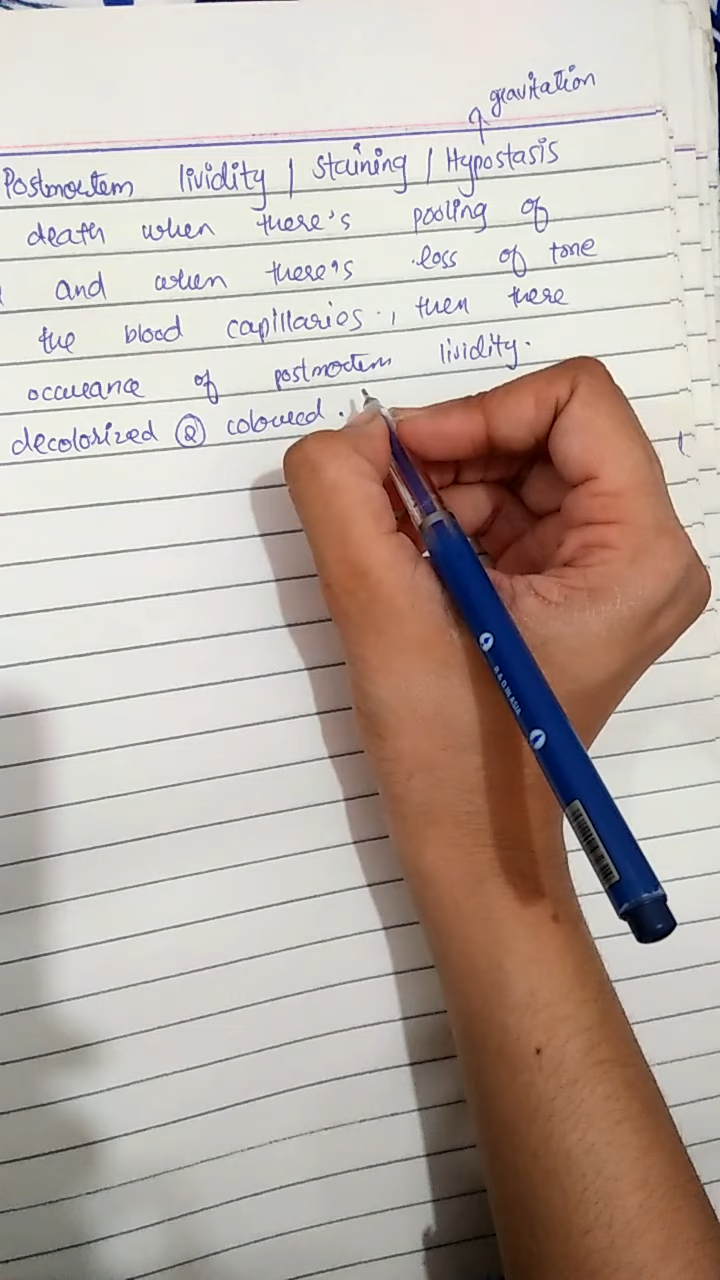 gravitation
Postmortem lividity / Staining / Hypostasis
death when there's pooling of
and when there's loss of tone
the blood capillaries, then there
occurance of postmortem lividity.
decolorized or coloured.